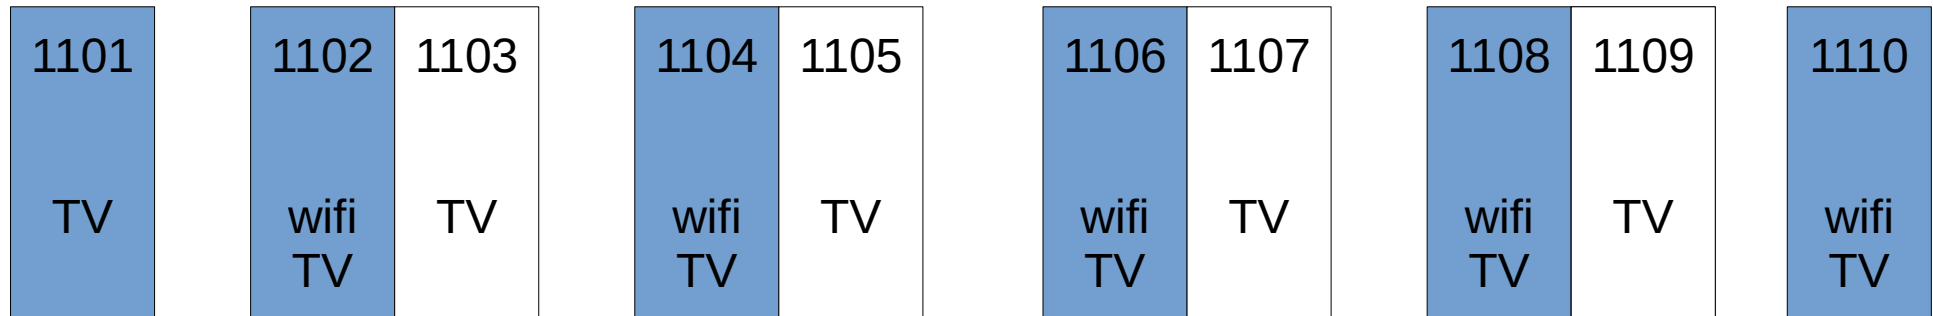 1101 1102 1103 1104 1105 1106 1107 1108 1109 1110
TV wifi TV wifi TV wifi TV wifi TV wifi
TV TV TV TV TV